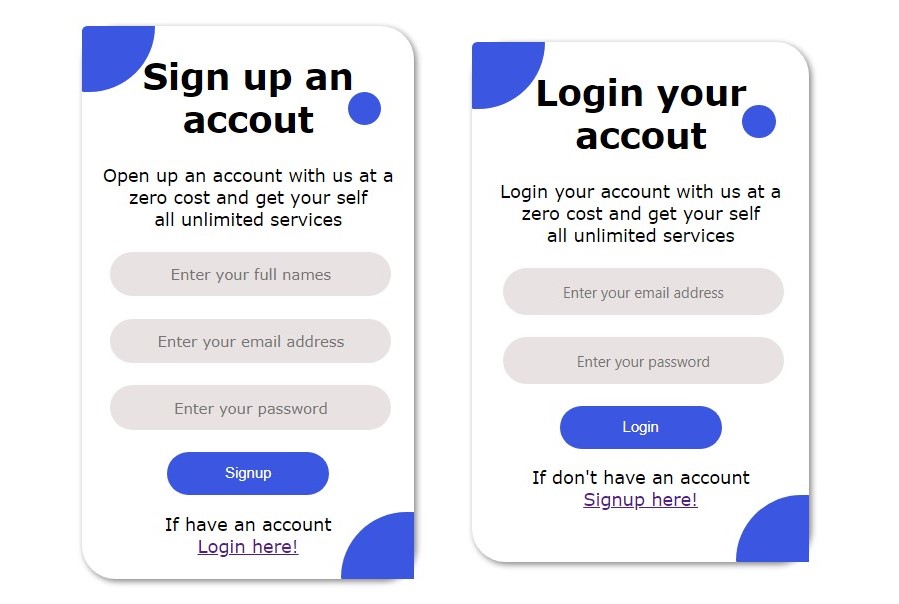 Sign up an
accout
Open up an account with us at a
zero cost and get your self
all unlimited services
Enter your full names
Enter your email address
Enter your password
Signup
If have an account
Login here!
Login your
accout
Login your account with us at a
zero cost and get your self
all unlimited services
Enter your email address
Enter your password
Login
If don't have an account
Signup here!